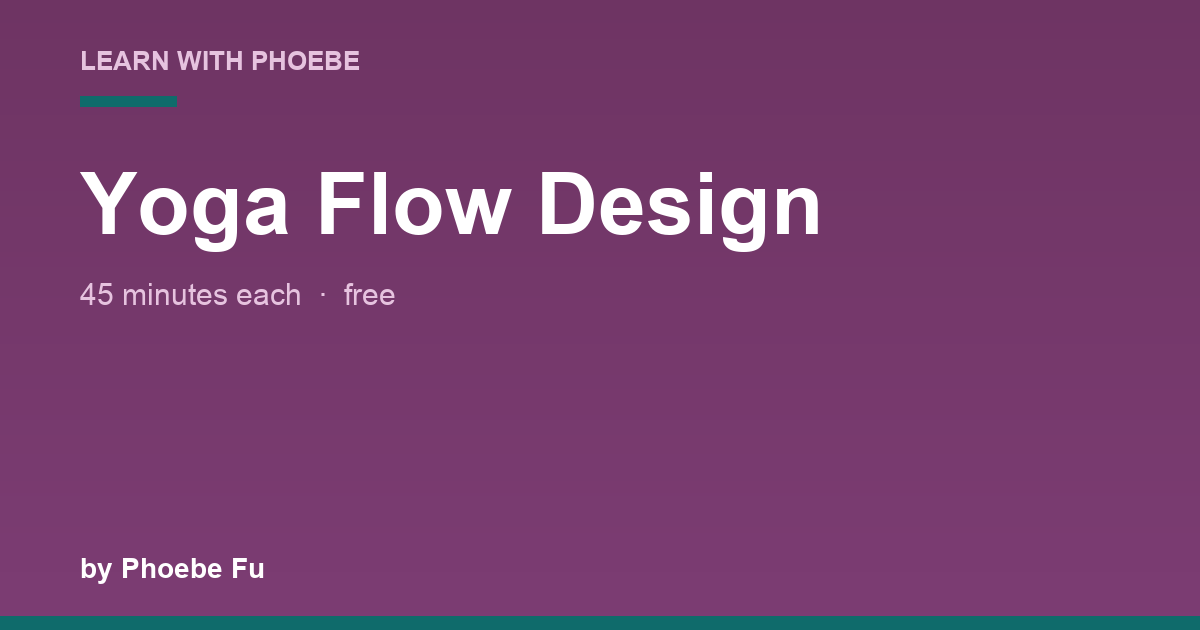 LEARN WITH PHOEBE
Yoga Flow Design
45 minutes each · free
by Phoebe Fu